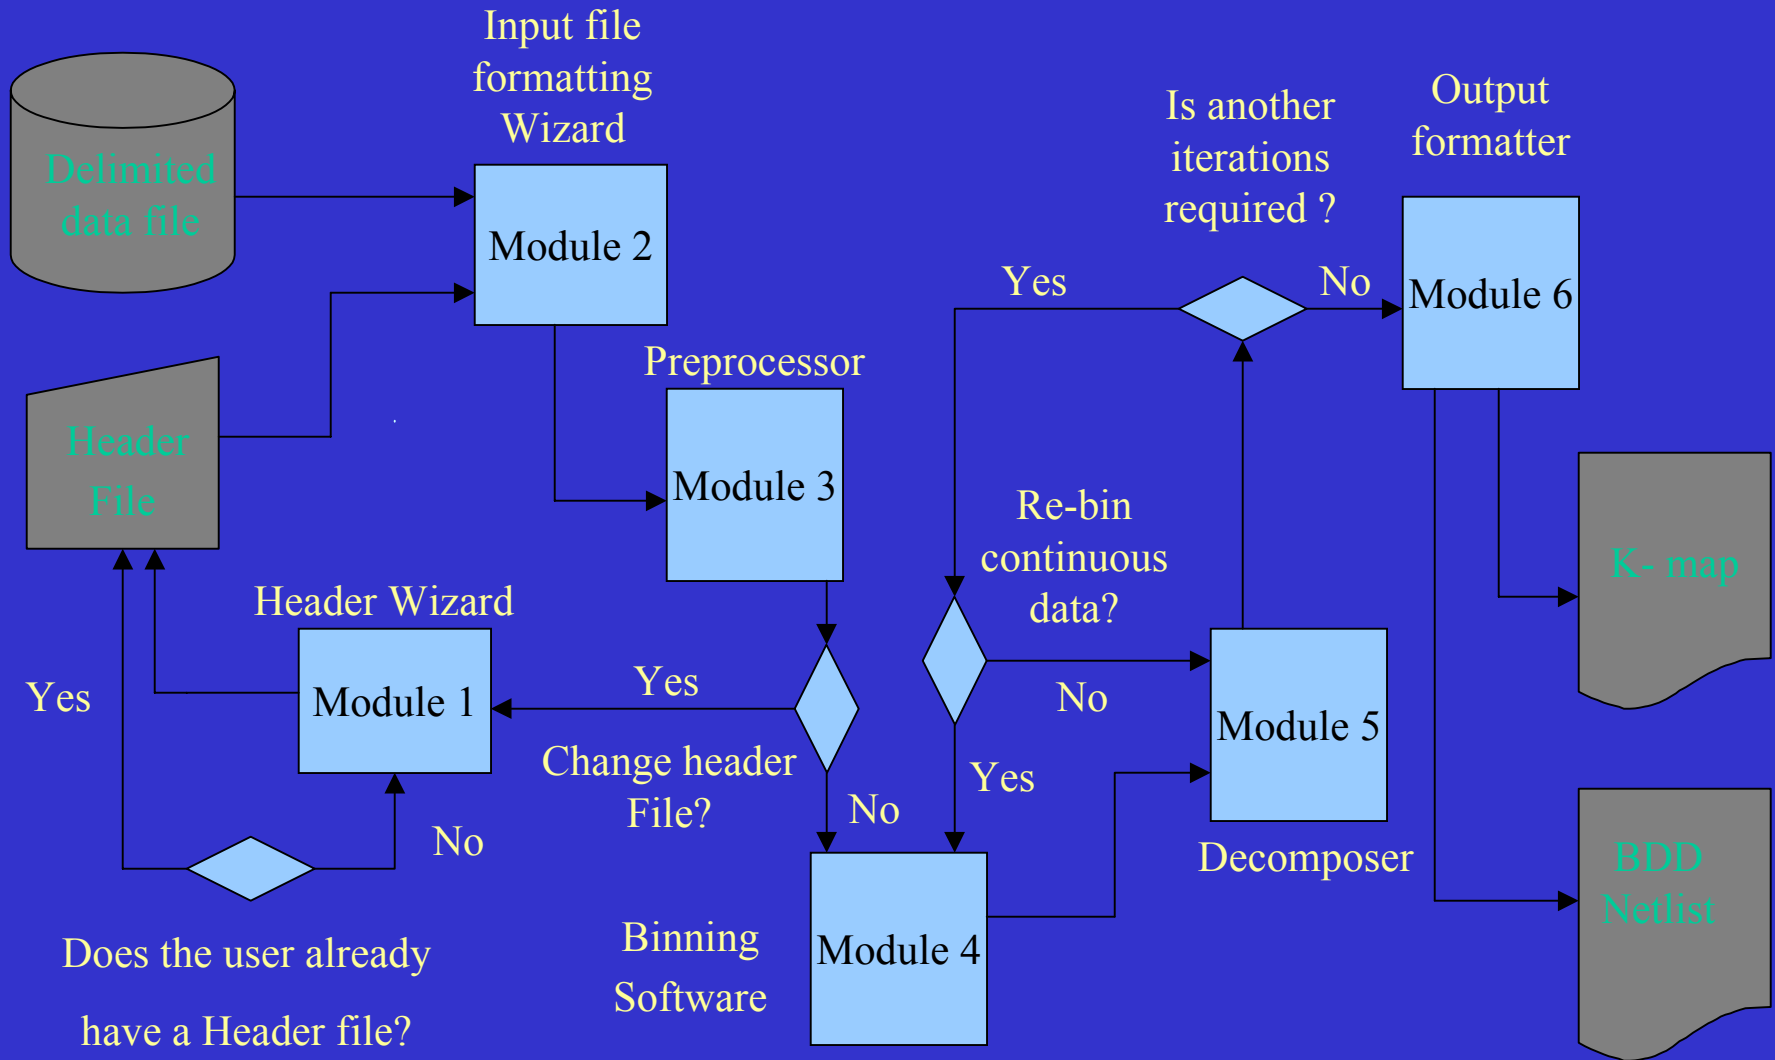 Input file
formatting
Wizard
Delimited
data file
Module 2
Is another
iterations
required ?
Output
formatter
Yes
No
Module 6
Preprocessor
Header
File
Module 3
Re-bin
continuous
data?
K- map
Header Wizard
Yes
Module 1
Yes
No
Module 5
Change header
File?
Yes
No
No
Decomposer
BDD
Netlist
Does the user already
have a Header file?
Binning
Software
Module 4